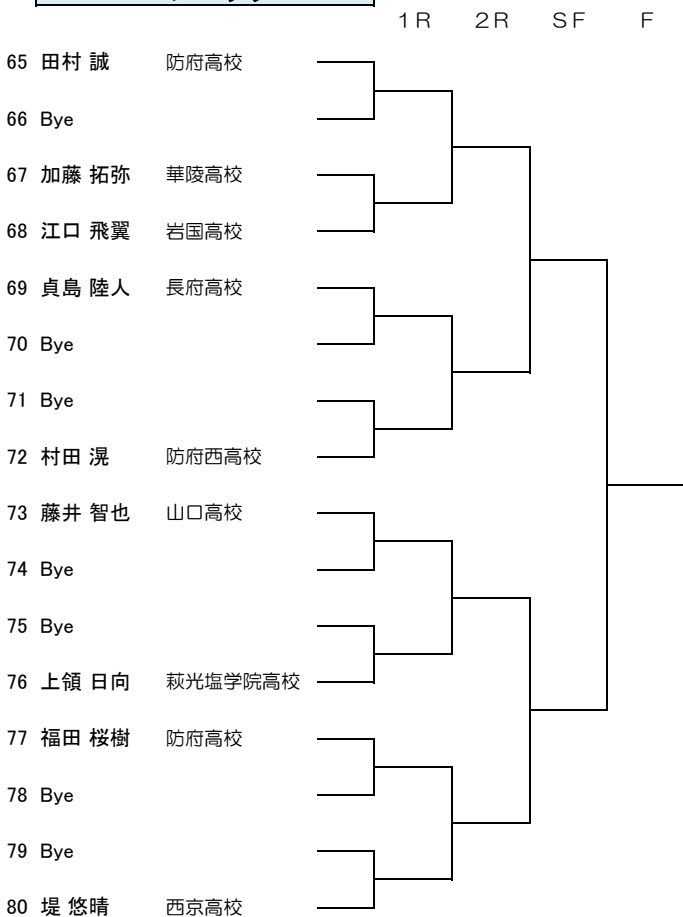 1R 2R SF F
65 田村 誠 防府高校
66 Bye
67 加藤 拓弥 華陵高校
68 江口 飛翼 岩国高校
69 貞島 陸人 長府高校
70 Bye
71 Bye
72 村田 滉 防府西高校
73 藤井 智也 山口高校
74 Bye
75 Bye
76 上領 日向 萩光塩学院高校
77 福田 桜樹 防府高校
78 Bye
79 Bye
80 堤 悠晴 西京高校